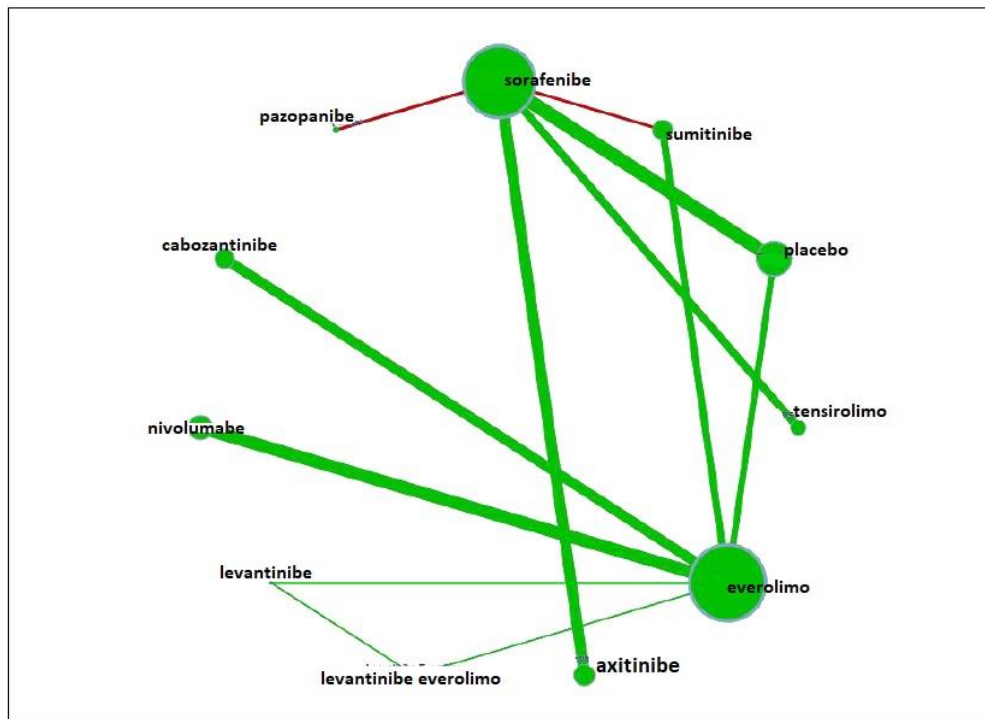 sorafenibe
pazopanibe
sumitinibe
cabozantinibe
placebo
tensirolimo
nivolumabe
levantinibe
everolimo
axitinibe
levantinibe everolimo